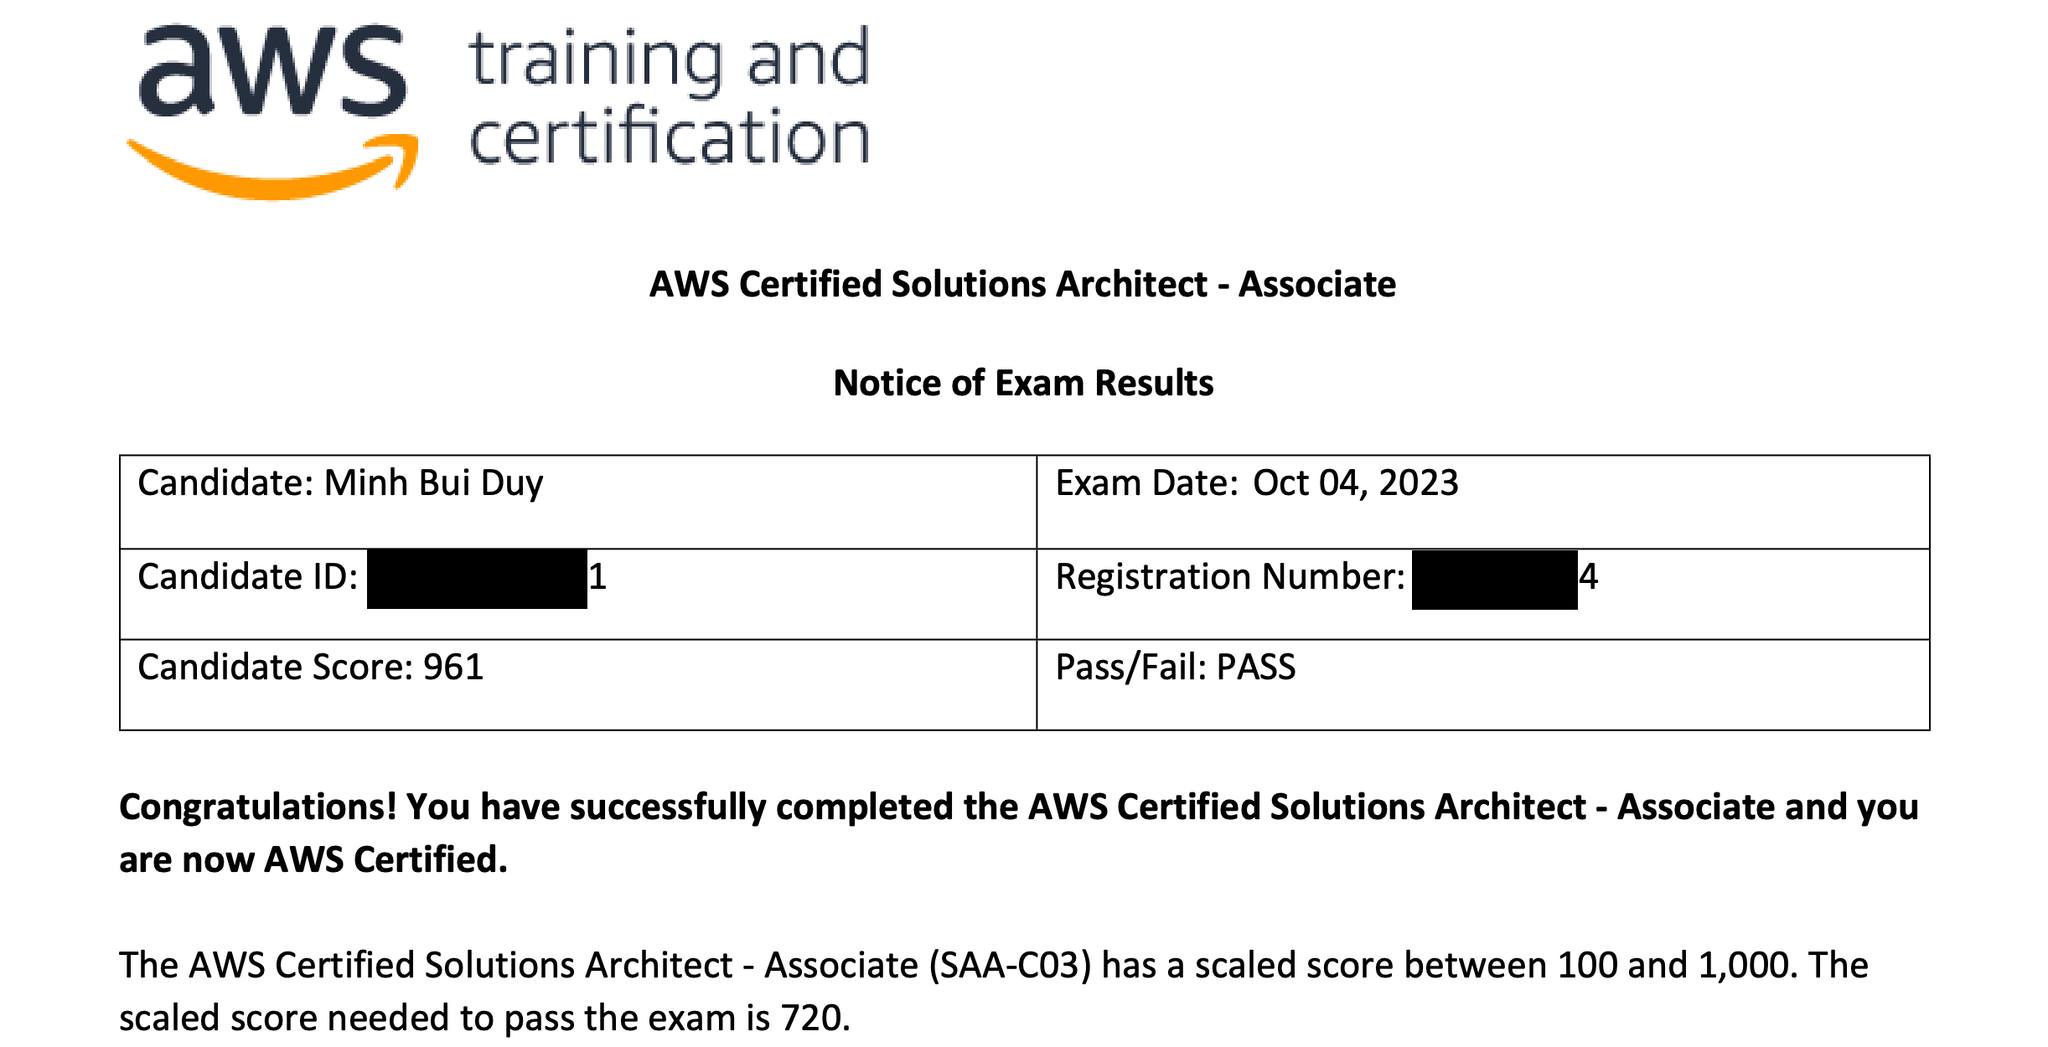 aws training and
certification
AWS Certified Solutions Architect - Associate
Notice of Exam Results
Candidate: Minh Bui Duy
Exam Date: Oct 04, 2023
Candidate ID: 1
Registration Number: 4
Candidate Score: 961
Pass/Fail: PASS
Congratulations! You have successfully completed the AWS Certified Solutions Architect - Associate and you
are now AWS Certified.
The AWS Certified Solutions Architect - Associate (SAA-C03) has a scaled score between 100 and 1,000. The
scaled score needed to pass the exam is 720.